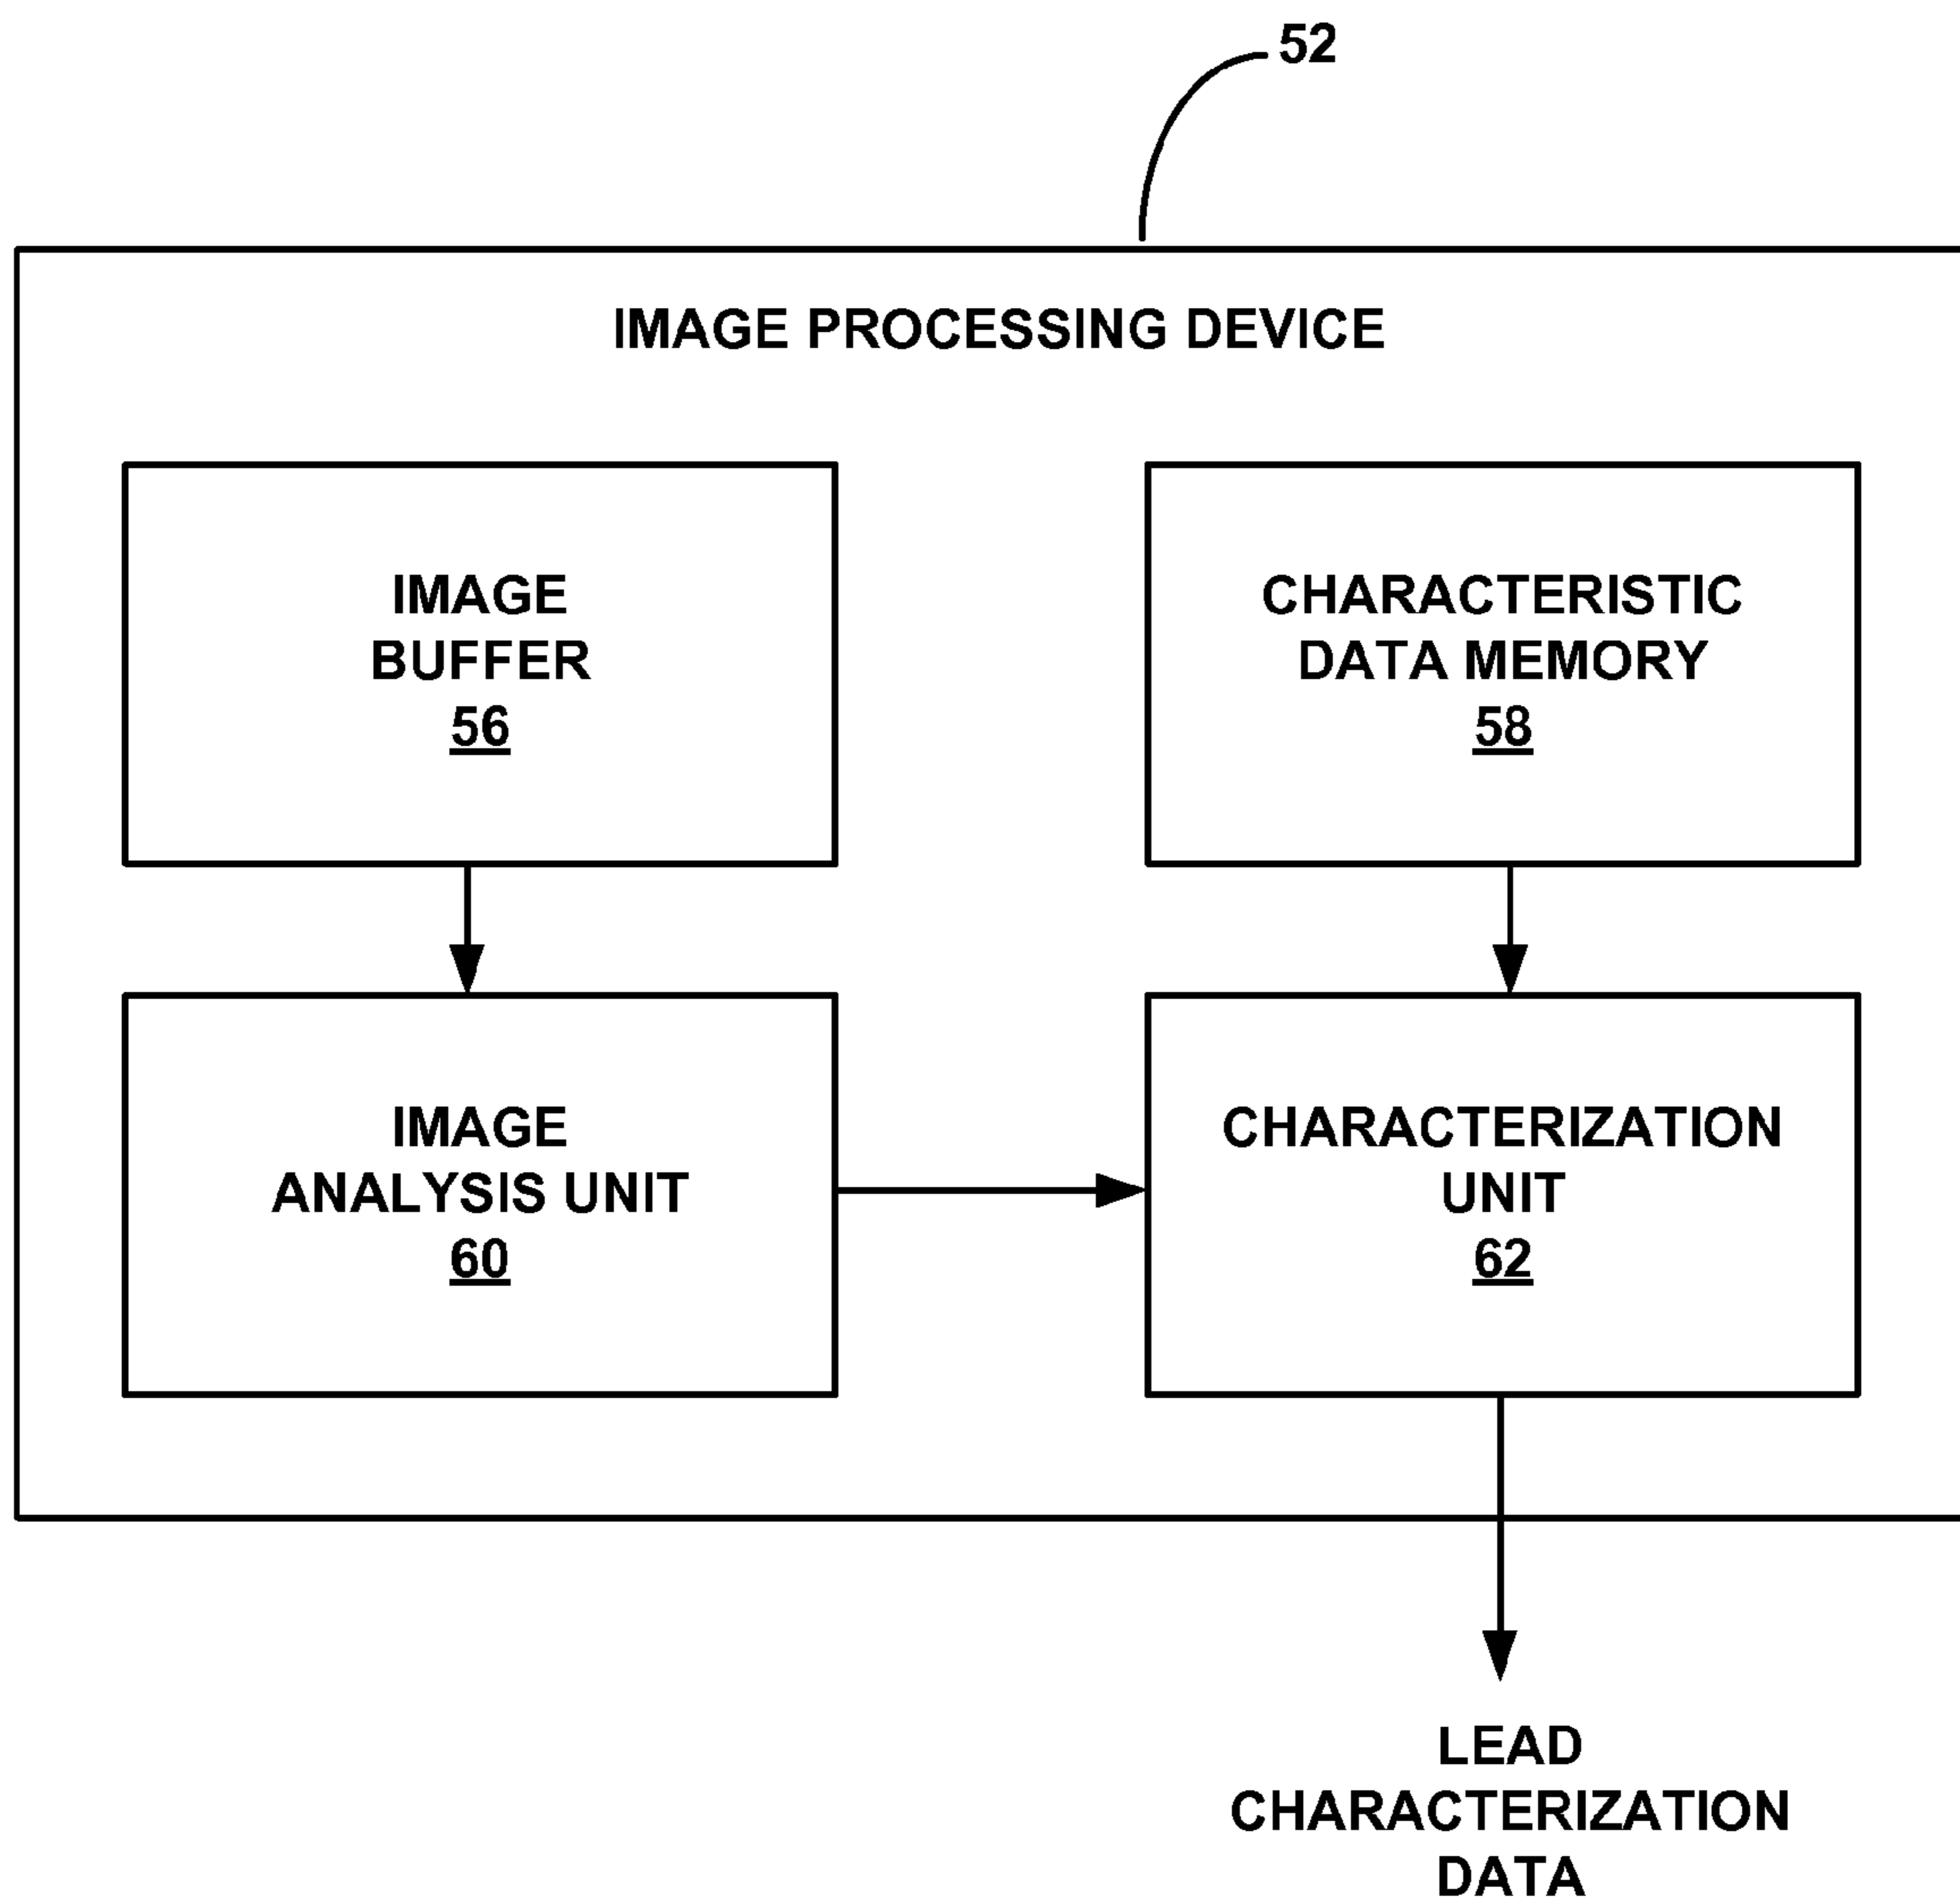 52
IMAGE PROCESSING DEVICE
IMAGE
BUFFER
56
CHARACTERISTIC
DATA MEMORY
58
IMAGE
ANALYSIS UNIT
60
CHARACTERIZATION
UNIT
62
LEAD
CHARACTERIZATION
DATA